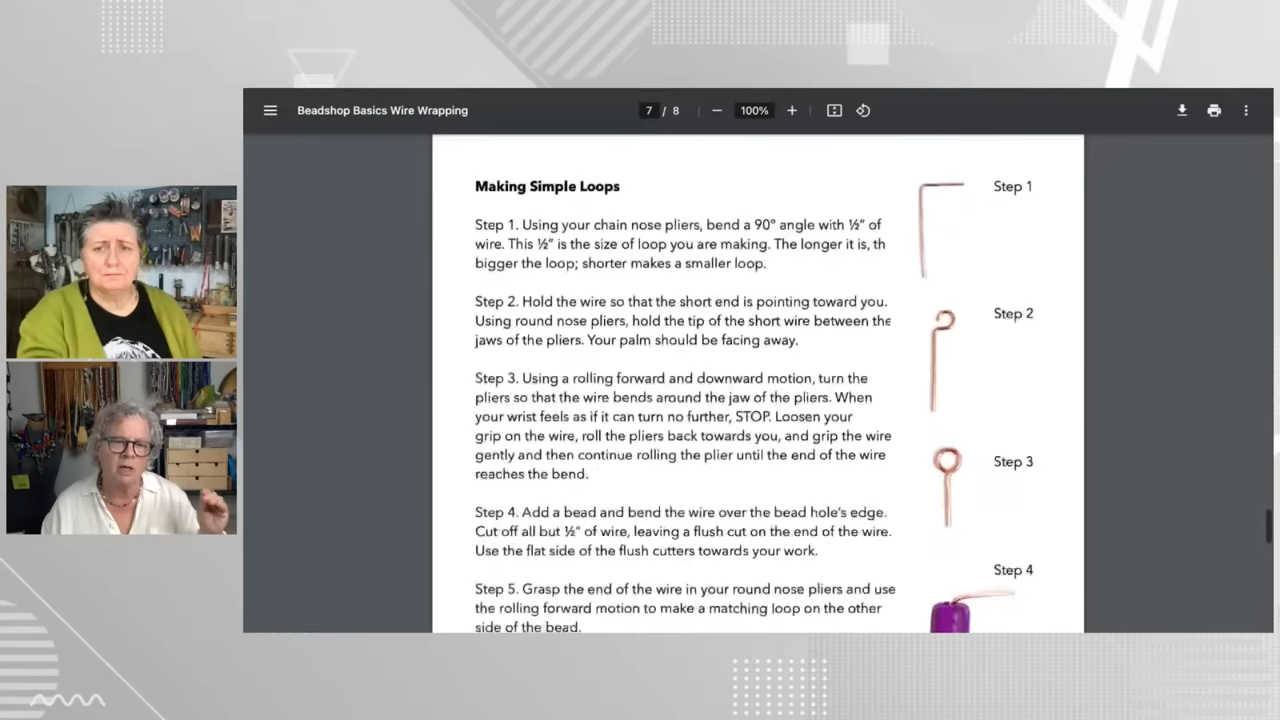 Beadshop Basics Wire Wrapping
7 / 8
100%
Making Simple Loops
Step 1. Using your chain nose pliers, bend a 90° angle with ½” of
wire. This ½” is the size of loop you are making. The longer it is, th
bigger the loop; shorter makes a smaller loop.
Step 2. Hold the wire so that the short end is pointing toward you.
Using round nose pliers, hold the tip of the short wire between the
jaws of the pliers. Your palm should be facing away.
Step 3. Using a rolling forward and downward motion, turn the
pliers so that the wire bends around the jaw of the pliers. When
your wrist feels as if it can turn no further, STOP. Loosen your
grip on the wire, roll the pliers back towards you, and grip the wire
gently and then continue rolling the plier until the end of the wire
reaches the bend.
Step 4. Add a bead and bend the wire over the bead hole’s edge.
Cut off all but ½” of wire, leaving a flush cut on the end of the wire.
Use the flat side of the flush cutters towards your work.
Step 5. Grasp the end of the wire in your round nose pliers and use
the rolling forward motion to make a matching loop on the other
side of the bead.
Step 1
Step 2
Step 3
Step 4